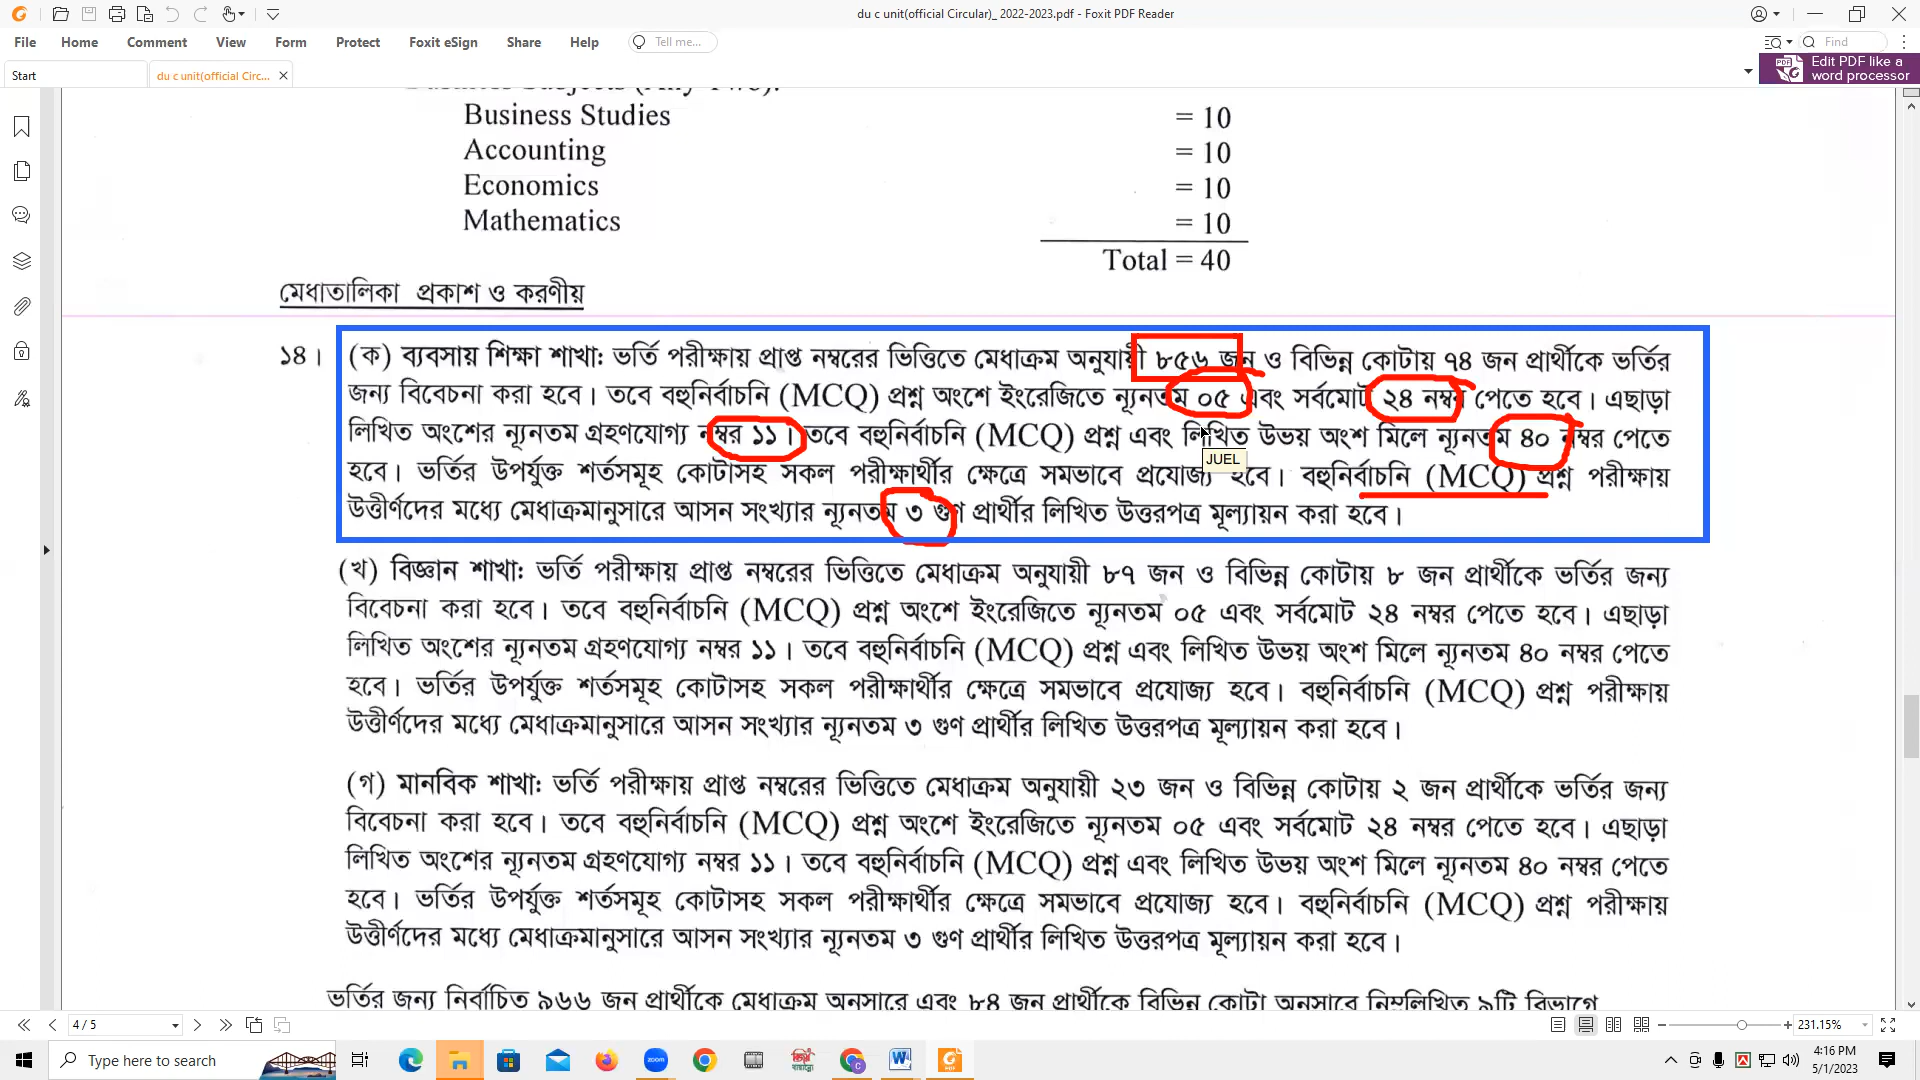 du c unit(official Circular)_ 2022-2023.pdf - Foxit PDF Reader
File Home Comment View Form Protect Foxit eSign Share Help Tell me... Find
Start du c unit(official Circ...
Edit PDF like a
word processor
Business Subjects (Any Two):
Business Studies = 10
Accounting = 10
Economics = 10
Mathematics = 10
Total = 40
মেধাতালিকা প্রকাশ ও করণীয়
১৪। (ক) ব্যবসায় শিক্ষা শাখা: ভর্তি পরীক্ষায় প্রাপ্ত নম্বরের ভিত্তিতে মেধাক্রম অনুযায়ী ৮৫৬ জন ও বিভিন্ন কোটায় ৭৪ জন প্রার্থীকে ভর্তির
জন্য বিবেচনা করা হবে। তবে বহুনির্বাচনি (MCQ) প্রশ্ন অংশে ইংরেজিতে ন্যূনতম ০৫ এবং সর্বমোট ২৪ নম্বর পেতে হবে। এছাড়া
লিখিত অংশের ন্যূনতম গ্রহণযোগ্য নম্বর ১১। তবে বহুনির্বাচনি (MCQ) প্রশ্ন এবং লিখিত উভয় অংশ মিলে ন্যূনতম ৪০ নম্বর পেতে
JUEL
হবে। ভর্তির উপর্যুক্ত শর্তসমূহ কোটাসহ সকল পরীক্ষার্থীর ক্ষেত্রে সমভাবে প্রযোজ্য হবে। বহুনির্বাচনি (MCQ) প্রশ্ন পরীক্ষায়
উত্তীর্ণদের মধ্যে মেধাক্রমানুসারে আসন সংখ্যার ন্যূনতম ৩ গুণ প্রার্থীর লিখিত উত্তরপত্র মূল্যায়ন করা হবে।
(খ) বিজ্ঞান শাখা: ভর্তি পরীক্ষায় প্রাপ্ত নম্বরের ভিত্তিতে মেধাক্রম অনুযায়ী ৮৭ জন ও বিভিন্ন কোটায় ৮ জন প্রার্থীকে ভর্তির জন্য
বিবেচনা করা হবে। তবে বহুনির্বাচনি (MCQ) প্রশ্ন অংশে ইংরেজিতে ন্যূনতম ০৫ এবং সর্বমোট ২৪ নম্বর পেতে হবে। এছাড়া
লিখিত অংশের ন্যূনতম গ্রহণযোগ্য নম্বর ১১। তবে বহুনির্বাচনি (MCQ) প্রশ্ন এবং লিখিত উভয় অংশ মিলে ন্যূনতম ৪০ নম্বর পেতে
হবে। ভর্তির উপর্যুক্ত শর্তসমূহ কোটাসহ সকল পরীক্ষার্থীর ক্ষেত্রে সমভাবে প্রযোজ্য হবে। বহুনির্বাচনি (MCQ) প্রশ্ন পরীক্ষায়
উত্তীর্ণদের মধ্যে মেধাক্রমানুসারে আসন সংখ্যার ন্যূনতম ৩ গুণ প্রার্থীর লিখিত উত্তরপত্র মূল্যায়ন করা হবে।
(গ) মানবিক শাখা: ভর্তি পরীক্ষায় প্রাপ্ত নম্বরের ভিত্তিতে মেধাক্রম অনুযায়ী ২৩ জন ও বিভিন্ন কোটায় ২ জন প্রার্থীকে ভর্তির জন্য
বিবেচনা করা হবে। তবে বহুনির্বাচনি (MCQ) প্রশ্ন অংশে ইংরেজিতে ন্যূনতম ০৫ এবং সর্বমোট ২৪ নম্বর পেতে হবে। এছাড়া
লিখিত অংশের ন্যূনতম গ্রহণযোগ্য নম্বর ১১। তবে বহুনির্বাচনি (MCQ) প্রশ্ন এবং লিখিত উভয় অংশ মিলে ন্যূনতম ৪০ নম্বর পেতে
হবে। ভর্তির উপর্যুক্ত শর্তসমূহ কোটাসহ সকল পরীক্ষার্থীর ক্ষেত্রে সমভাবে প্রযোজ্য হবে। বহুনির্বাচনি (MCQ) প্রশ্ন পরীক্ষায়
উত্তীর্ণদের মধ্যে মেধাক্রমানুসারে আসন সংখ্যার ন্যূনতম ৩ গুণ প্রার্থীর লিখিত উত্তরপত্র মূল্যায়ন করা হবে।
ভর্তির জন্য নির্বাচিত ৯৬৬ জন প্রার্থীকে মেধাক্রম অনুসারে এবং ৮৪ জন প্রার্থীকে বিভিন্ন কোটা অনুসারে নিম্নলিখিত ৯টি বিভাগে
4 / 5 231.15%
Type here to search
4:16 PM
5/1/2023